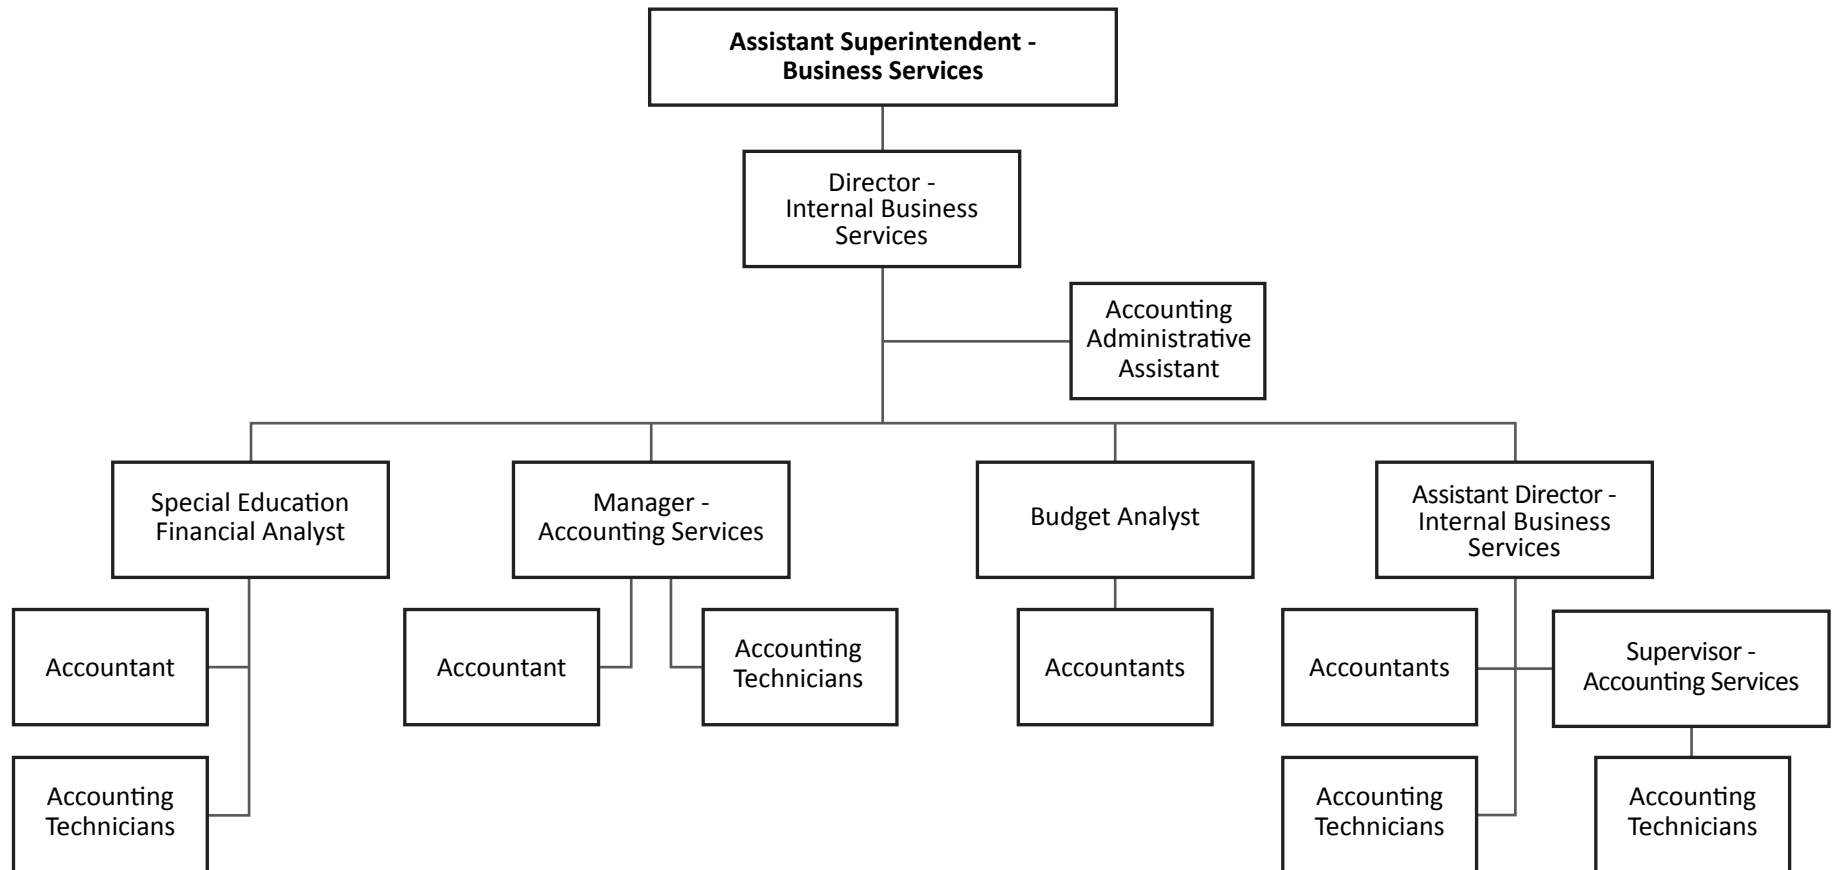 Assistant Superintendent -
Business Services
Director -
Internal Business
Services
Accounting
Administrative
Assistant
Special Education
Financial Analyst
Manager -
Accounting Services
Budget Analyst
Assistant Director -
Internal Business
Services
Accountant
Accountant
Accounting
Technicians
Accountants
Accountants
Supervisor -
Accounting Services
Accounting
Technicians
Accounting
Technicians
Accounting
Technicians